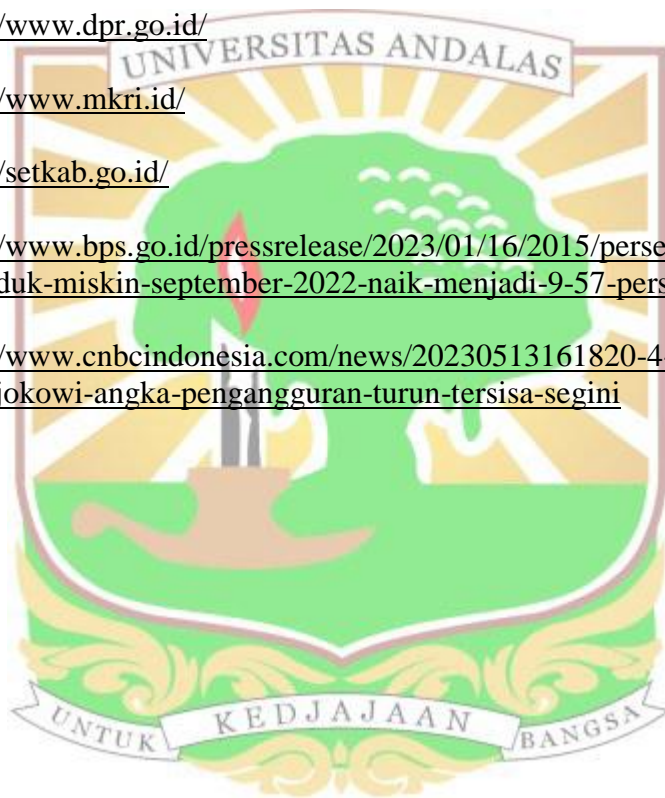 /www.dpr.go.id/
UNIVERSITAS ANDALAS
/www.mkri.id/
/setkab.go.id/
/www.bps.go.id/pressrelease/2023/01/16/2015/perse
duk-miskin-september-2022-naik-menjadi-9-57-pers
/www.cnbcindonesia.com/news/20230513161820-4-
jokowi-angka-pengangguran-turun-tersisa-segini
UNTUK KEDJAJAAN BANGSA